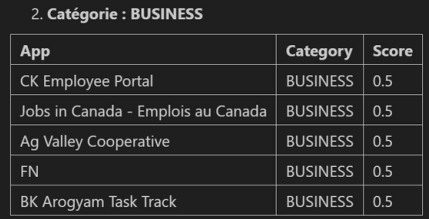 2. Catégorie : BUSINESS
App Category Score
CK Employee Portal BUSINESS 0.5
Jobs in Canada - Emplois au Canada BUSINESS 0.5
Ag Valley Cooperative BUSINESS 0.5
FN BUSINESS 0.5
BK Arogyam Task Track BUSINESS 0.5